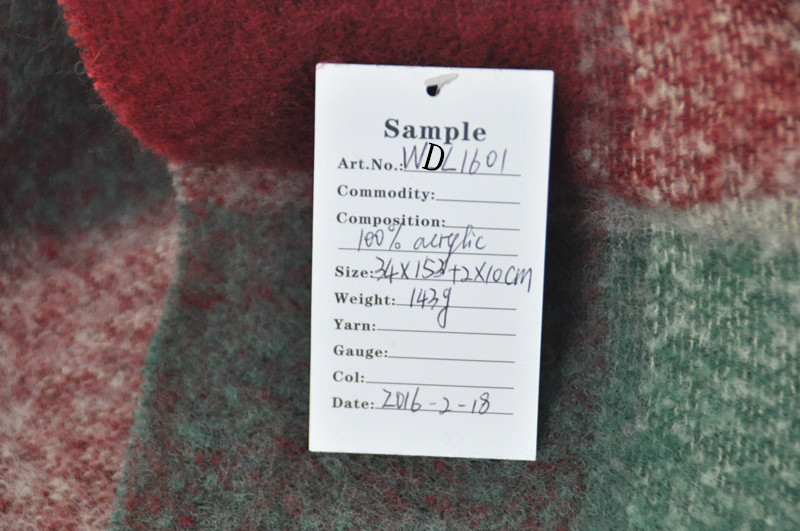 Sample
Art.No.: WDL1601
Commodity:
Composition:
100% acrylic
Size: 34X153+2X10cm
Weight: 143g
Yarn:
Gauge:
Col:
Date: 2016-2-18